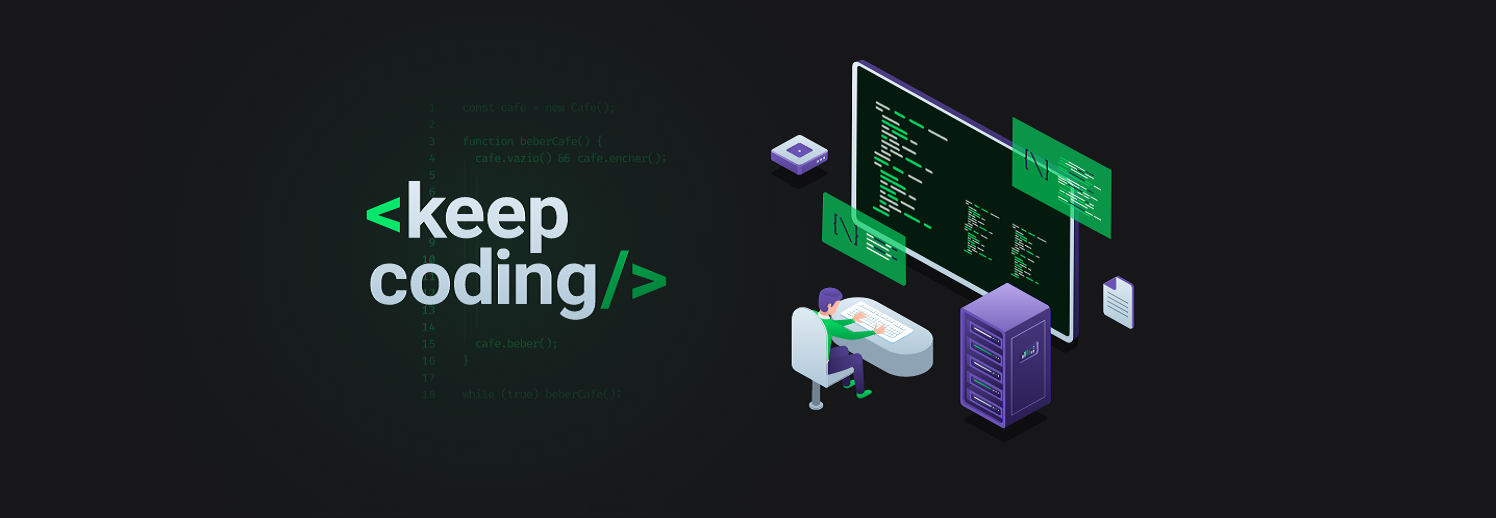 1 const cafe = new Cafe();
2
3 function beberCafe() {
4 cafe.vazio() && cafe.encher();
5
6
<keep
9
10
coding/>
13
14
15 cafe.beber();
16 }
17
18 while (true) beberCafe();